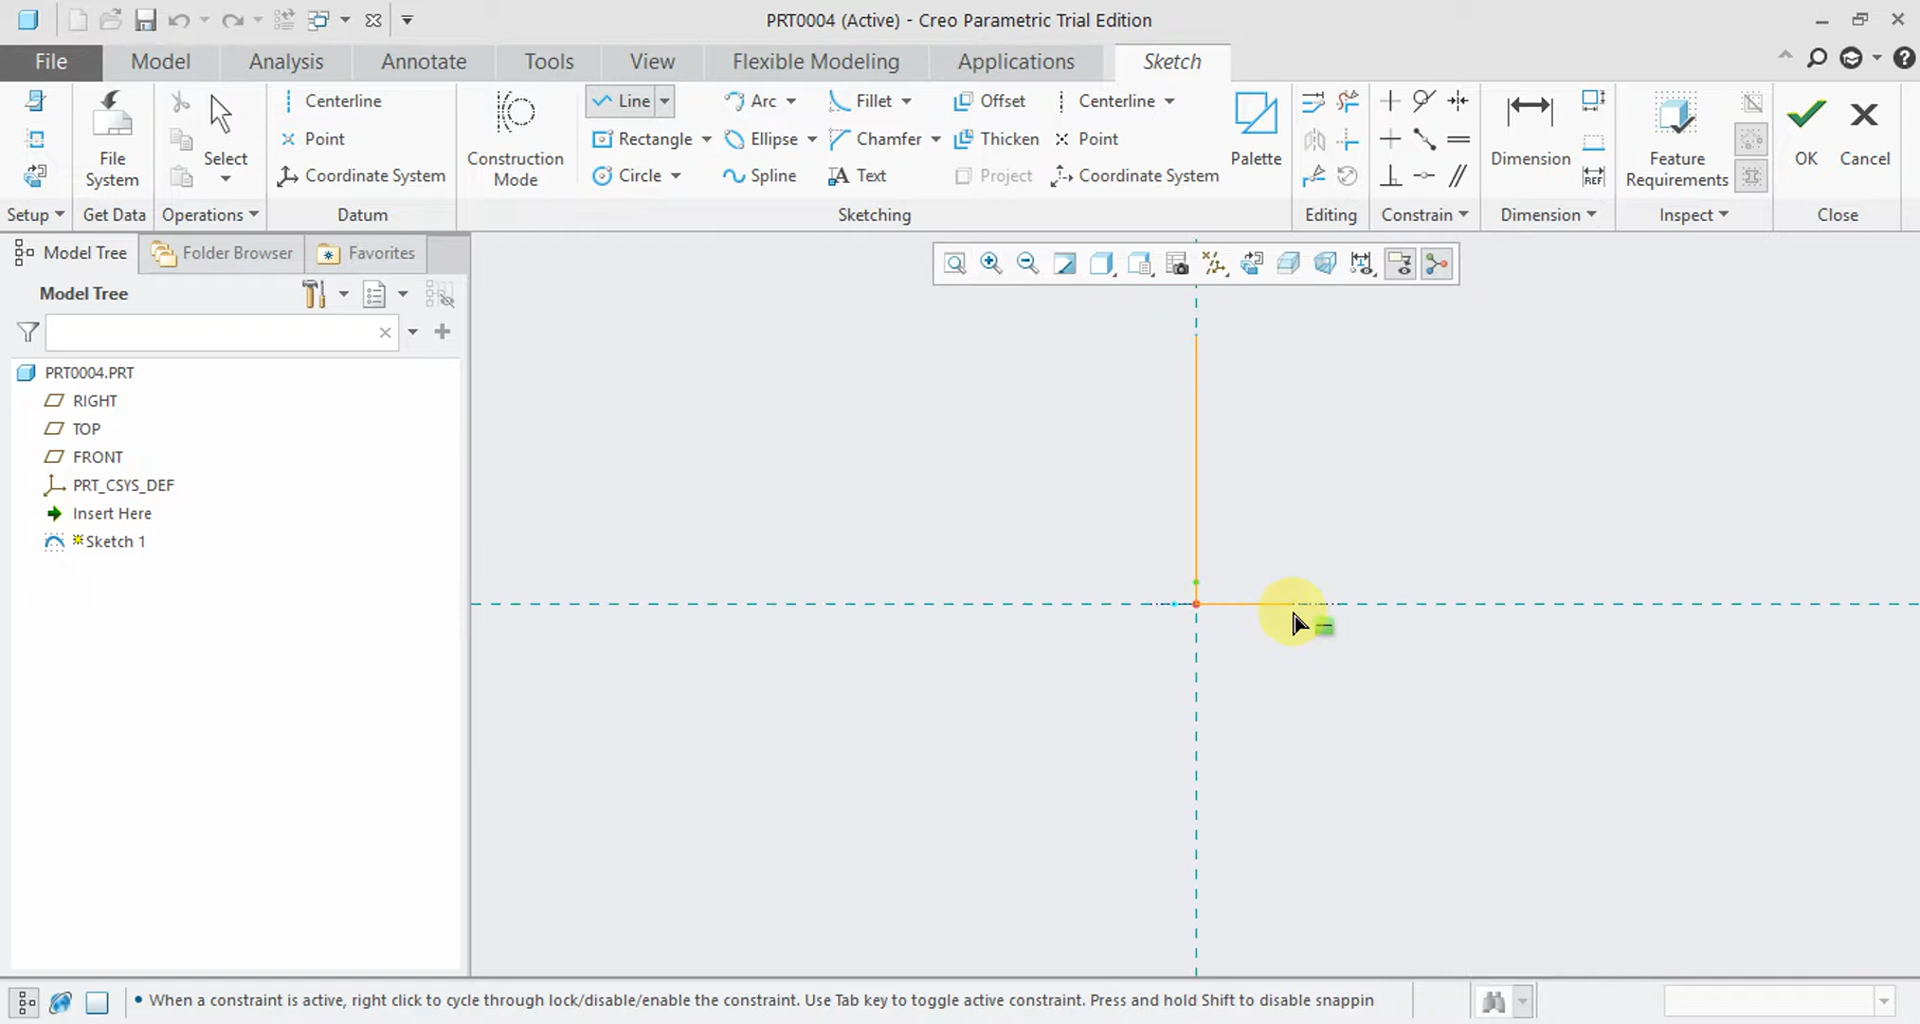 PRT0004 (Active) - Creo Parametric Trial Edition
File Model Analysis Annotate Tools View Flexible Modeling Applications Sketch
Centerline Line Arc Fillet Offset Centerline
Point Rectangle Ellipse Chamfer Thicken Point
File System Select Construction Mode Palette Dimension Feature Requirements OK Cancel
Coordinate System Circle Spline Text Project Coordinate System
REF
Setup Get Data Operations Datum Sketching Editing Constrain Dimension Inspect Close
Model Tree Folder Browser Favorites
Model Tree
PRT0004.PRT
RIGHT
TOP
FRONT
PRT_CSYS_DEF
Insert Here
Sketch 1
• When a constraint is active, right click to cycle through lock/disable/enable the constraint. Use Tab key to toggle active constraint. Press and hold Shift to disable snappin